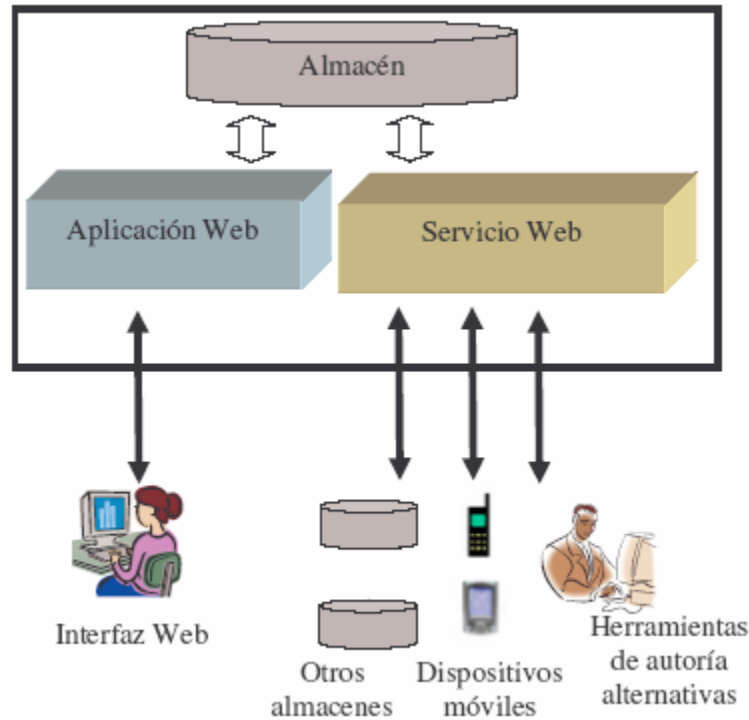 Almacén
Aplicación Web
Servicio Web
Interfaz Web
Otros
almacenes
Dispositivos
móviles
Herramientas
de autoría
alternativas